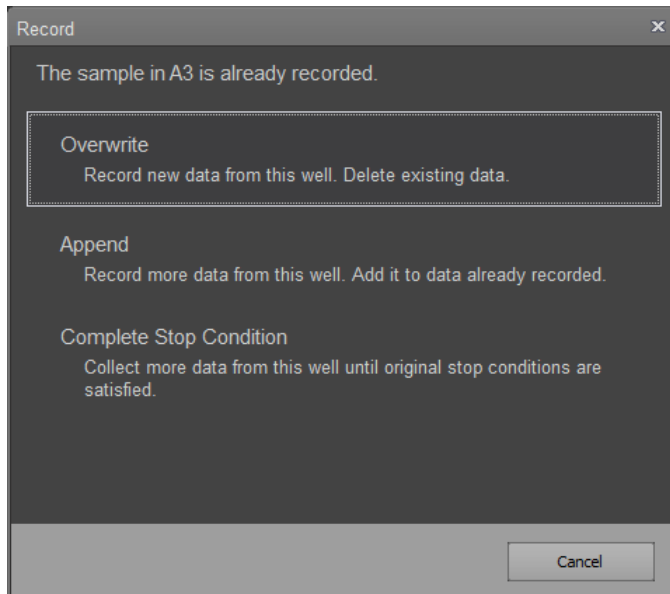 Record
The sample in A3 is already recorded.
Overwrite
Record new data from this well. Delete existing data.
Append
Record more data from this well. Add it to data already recorded.
Complete Stop Condition
Collect more data from this well until original stop conditions are
satisfied.
Cancel